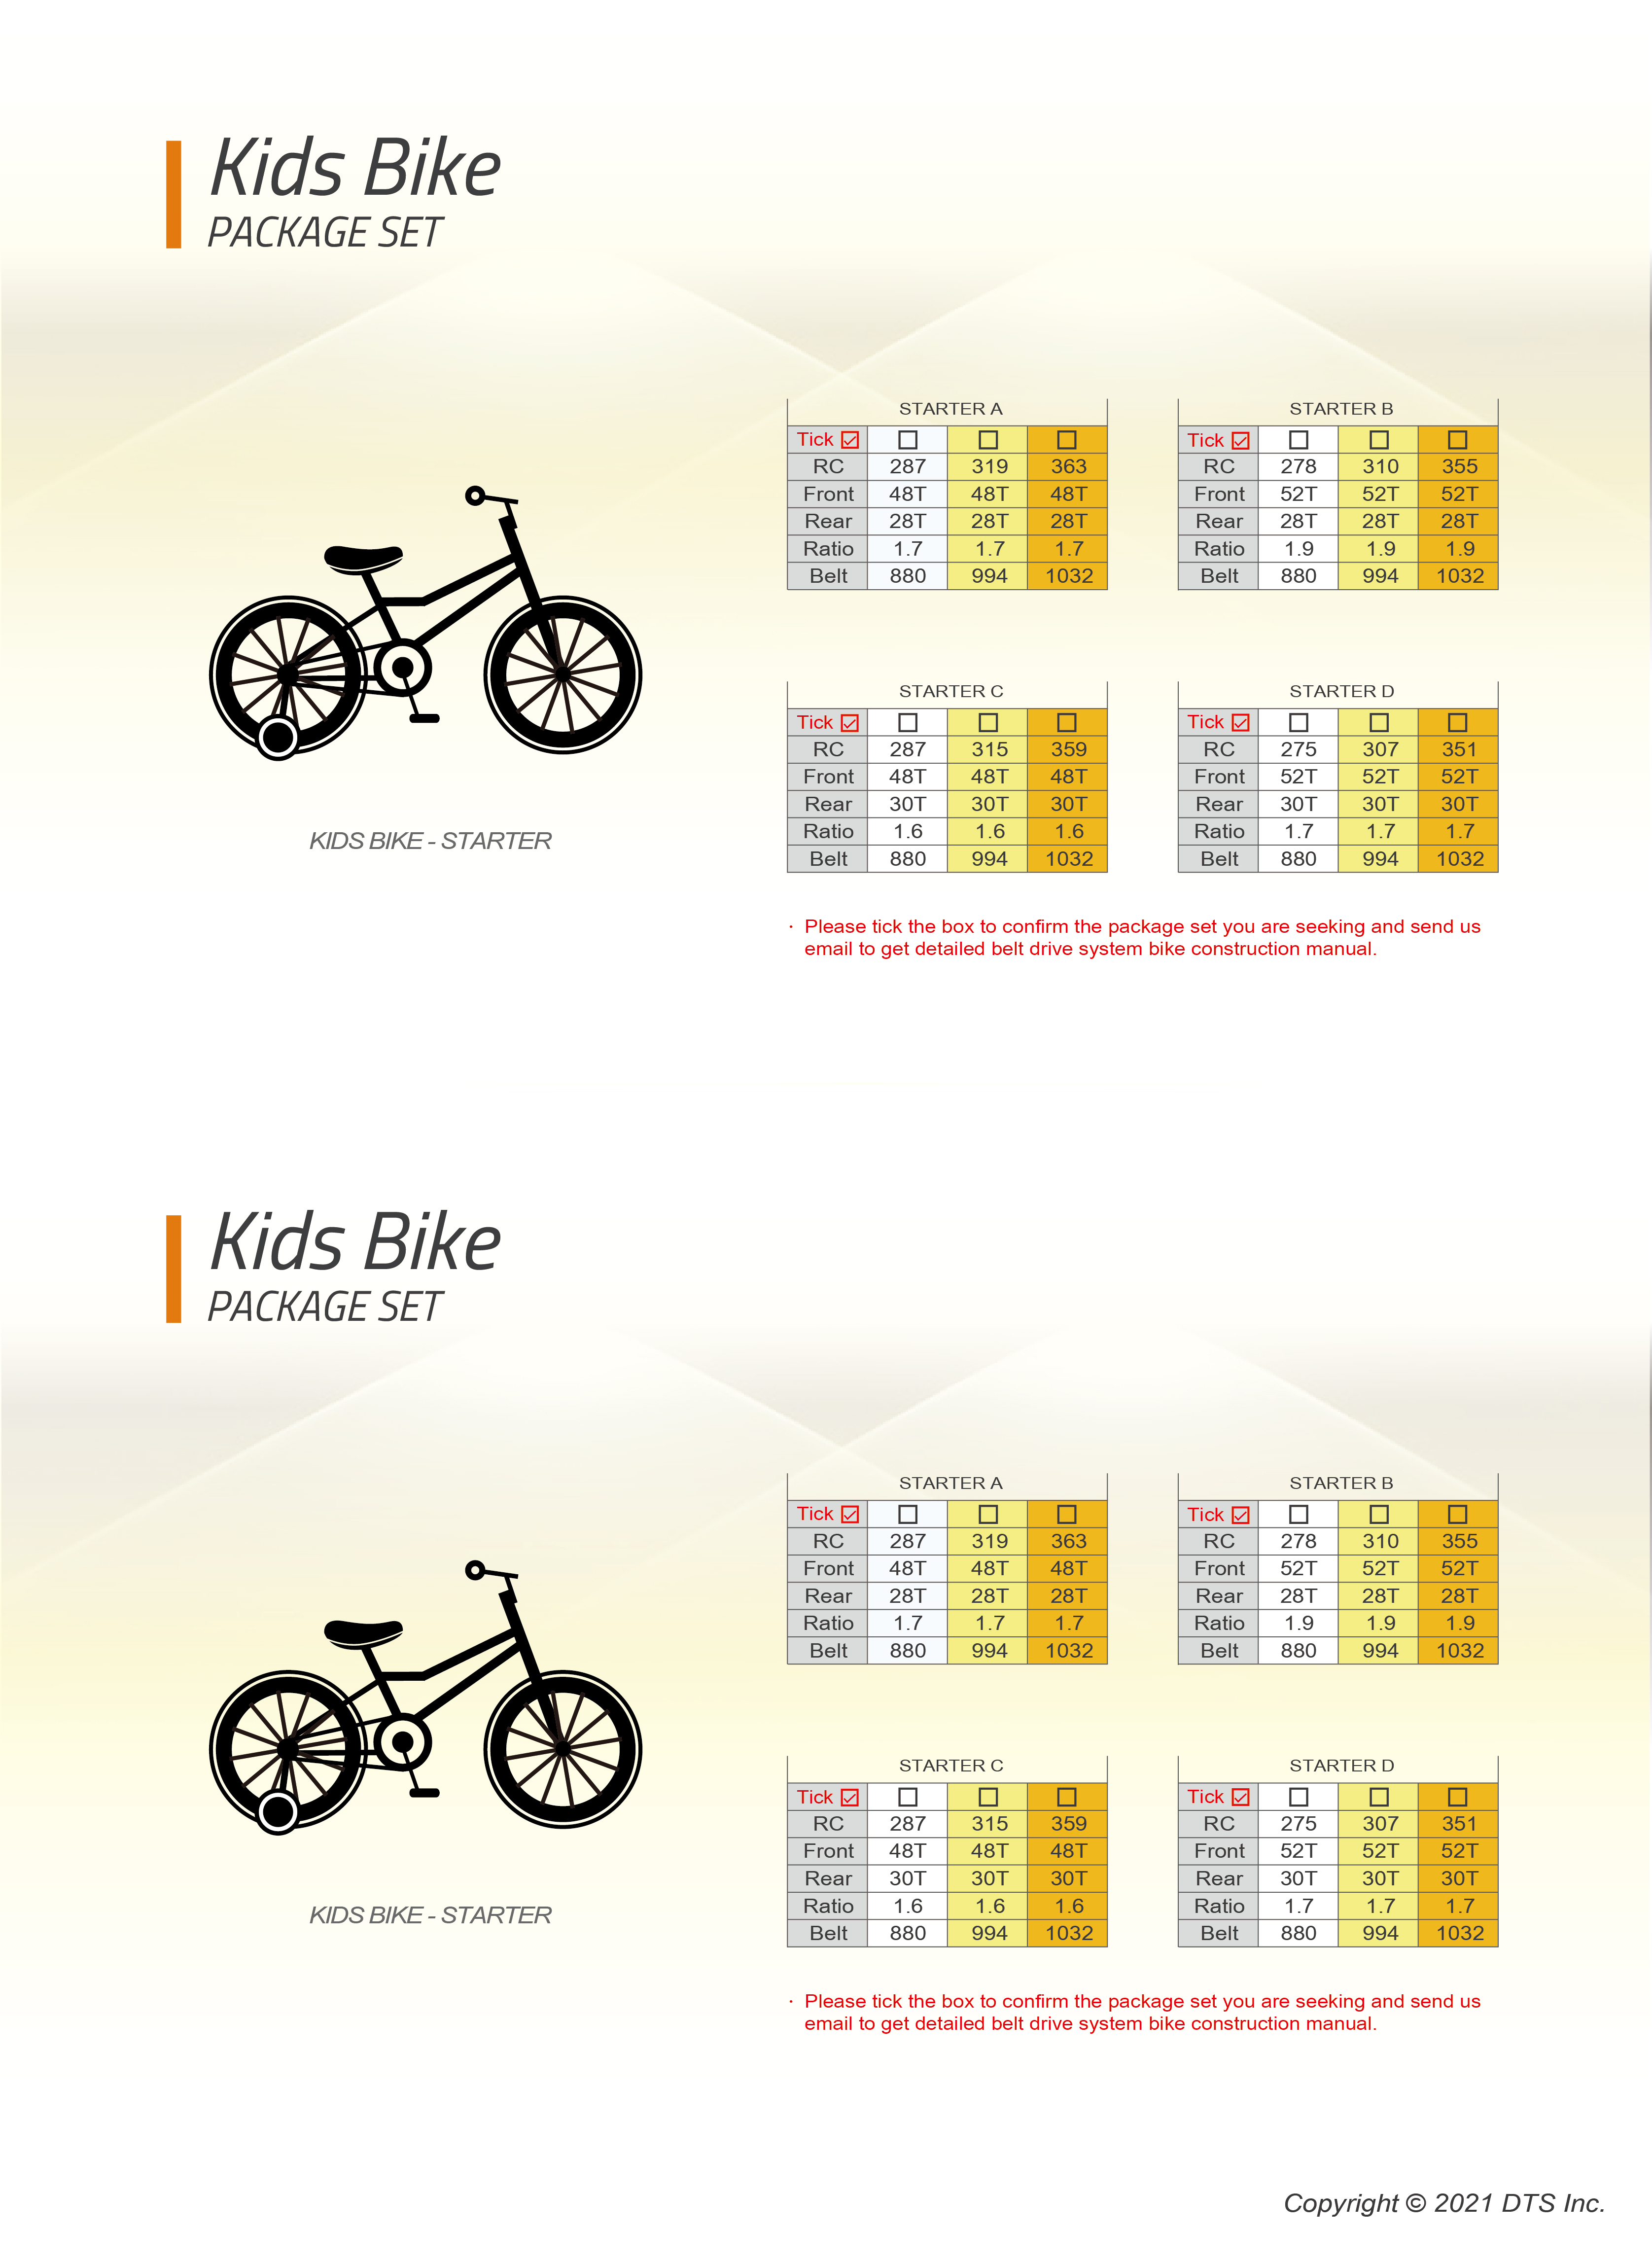 Kids Bike
PACKAGE SET
STARTER A
Tick
RC 287 319 363
Front 48T 48T 48T
Rear 28T 28T 28T
Ratio 1.7 1.7 1.7
Belt 880 994 1032
STARTER B
Tick
RC 278 310 355
Front 52T 52T 52T
Rear 28T 28T 28T
Ratio 1.9 1.9 1.9
Belt 880 994 1032
STARTER C
Tick
RC 287 315 359
Front 48T 48T 48T
Rear 30T 30T 30T
Ratio 1.6 1.6 1.6
Belt 880 994 1032
STARTER D
Tick
RC 275 307 351
Front 52T 52T 52T
Rear 30T 30T 30T
Ratio 1.7 1.7 1.7
Belt 880 994 1032
KIDS BIKE - STARTER
· Please tick the box to confirm the package set you are seeking and send us
email to get detailed belt drive system bike construction manual.
Kids Bike
PACKAGE SET
STARTER A
Tick
RC 287 319 363
Front 48T 48T 48T
Rear 28T 28T 28T
Ratio 1.7 1.7 1.7
Belt 880 994 1032
STARTER B
Tick
RC 278 310 355
Front 52T 52T 52T
Rear 28T 28T 28T
Ratio 1.9 1.9 1.9
Belt 880 994 1032
STARTER C
Tick
RC 287 315 359
Front 48T 48T 48T
Rear 30T 30T 30T
Ratio 1.6 1.6 1.6
Belt 880 994 1032
STARTER D
Tick
RC 275 307 351
Front 52T 52T 52T
Rear 30T 30T 30T
Ratio 1.7 1.7 1.7
Belt 880 994 1032
KIDS BIKE - STARTER
· Please tick the box to confirm the package set you are seeking and send us
email to get detailed belt drive system bike construction manual.
Copyright © 2021 DTS Inc.